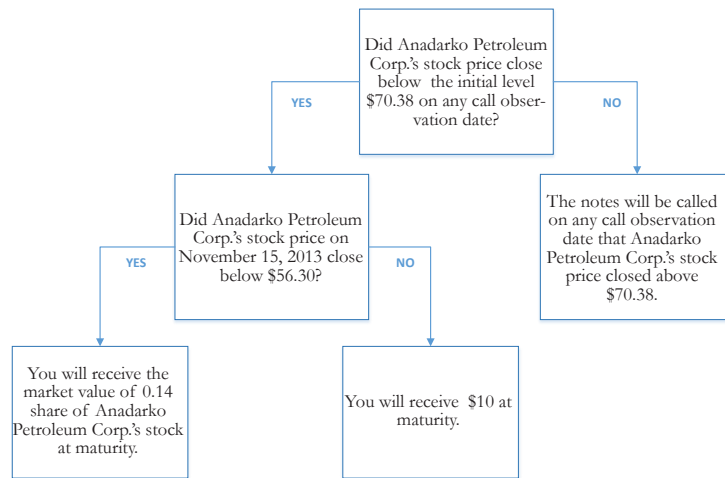 Did Anadarko Petroleum
Corp.'s stock price close
below the initial level
$70.38 on any call obser-
vation date?
YES
NO
Did Anadarko Petroleum
Corp.'s stock price on
November 15, 2013 close
below $56.30?
The notes will be called
on any call observation
date that Anadarko
Petroleum Corp.'s stock
price closed above
$70.38.
YES
NO
You will receive the
market value of 0.14
share of Anadarko
Petroleum Corp.'s stock
at maturity.
You will receive $10 at
maturity.